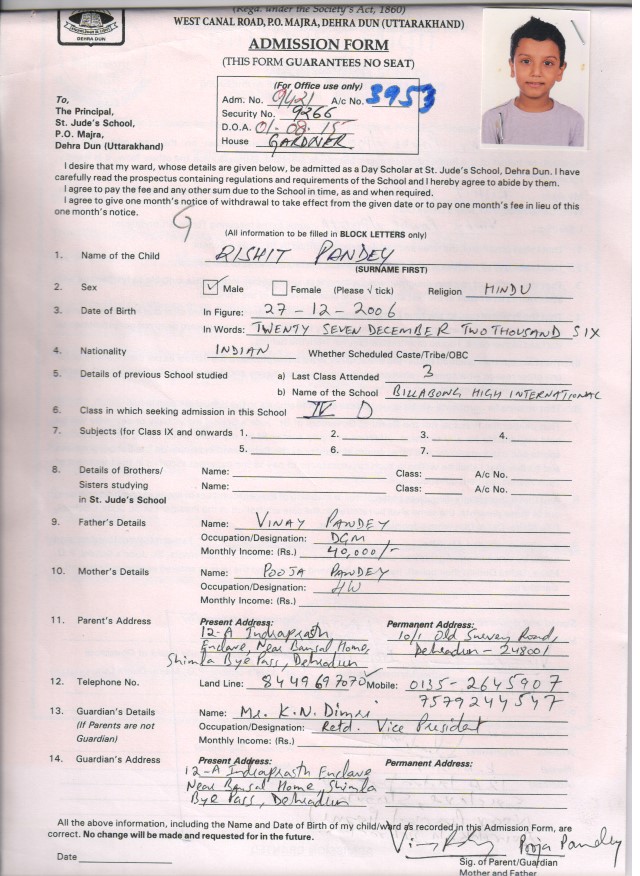 (Regd. under the Society's Act, 1860)
WEST CANAL ROAD, P.O. MAJRA, DEHRA DUN (UTTARAKHAND)
DEHRA DUN
ADMISSION FORM
(THIS FORM GUARANTEES NO SEAT)
(For Office use only)
Adm. No. 9421 A/c No. 3953
Security No. 9266
D.O.A. 01-08-15
House GARDNER
To,
The Principal,
St. Jude's School,
P.O. Majra,
Dehra Dun (Uttarakhand)
I desire that my ward, whose details are given below, be admitted as a Day Scholar at St. Jude's School, Dehra Dun. I have
carefully read the prospectus containing regulations and requirements of the School and I hereby agree to abide by them.
I agree to pay the fee and any other sum due to the School in time, as and when required.
I agree to give one month's notice of withdrawal to take effect from the given date or to pay one month's fee in lieu of this
one month's notice.
G
(All information to be filled in BLOCK LETTERS only)
1. Name of the Child RISHIT PANDEY
(SURNAME FIRST)
2. Sex ✓ Male Female (Please √ tick) Religion HINDU
3. Date of Birth In Figure: 27-12-2006
In Words: TWENTY SEVEN DECEMBER TWO THOUSAND SIX
4. Nationality INDIAN Whether Scheduled Caste/Tribe/OBC
5. Details of previous School studied a) Last Class Attended 3
b) Name of the School BILLABONG HIGH INTERNATIONAL
6. Class in which seeking admission in this School IV D
7. Subjects (for Class IX and onwards 1. 2. 3. 4.
5. 6. 7.
8. Details of Brothers/ Name: Class: A/c No.
Sisters studying Name: Class: A/c No.
in St. Jude's School
9. Father's Details Name: VINAY PANDEY
Occupation/Designation: DGM
Monthly Income: (Rs.) 40,000/-
10. Mother's Details Name: POOJA PANDEY
Occupation/Designation: HW
Monthly Income: (Rs.)
11. Parent's Address Present Address: Permanent Address:
12-A Indraprasth 10/1 Old Survey Road,
Enclave, Near Bansal Home, Dehradun - 248001
Shimla Bye Pass, Dehradun
12. Telephone No. Land Line: 8449697070 Mobile: 0135-2645907
7579244547
13. Guardian's Details Name: Mr. K.N. Dimri
(If Parents are not Occupation/Designation: Retd. Vice President
Guardian) Monthly Income: (Rs.)
14. Guardian's Address Present Address: Permanent Address:
12-A Indraprasth Enclave
Near Bansal Home, Shimla
Bye Pass, Dehradun
All the above information, including the Name and Date of Birth of my child/ward as recorded in this Admission Form, are
correct. No change will be made and requested for in the future.
Pooja Pandey
Date Sig. of Parent/Guardian
Mother and Father